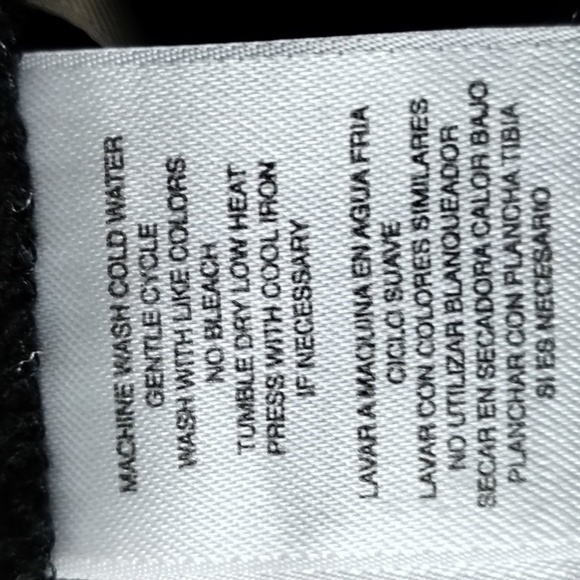 MACHINE WASH COLD WATER
GENTLE CYCLE
WASH WITH LIKE COLORS
NO BLEACH
TUMBLE DRY LOW HEAT
PRESS WITH COOL IRON
IF NECESSARY
LAVAR A MAQUINA EN AGUA FRIA
CICLO SUAVE
LAVAR CON COLORES SIMILARES
NO UTILIZAR BLANQUEADOR
SECAR EN SECADORA CALOR BAJO
PLANCHAR CON PLANCHA TIBIA
SI ES NECESARIO